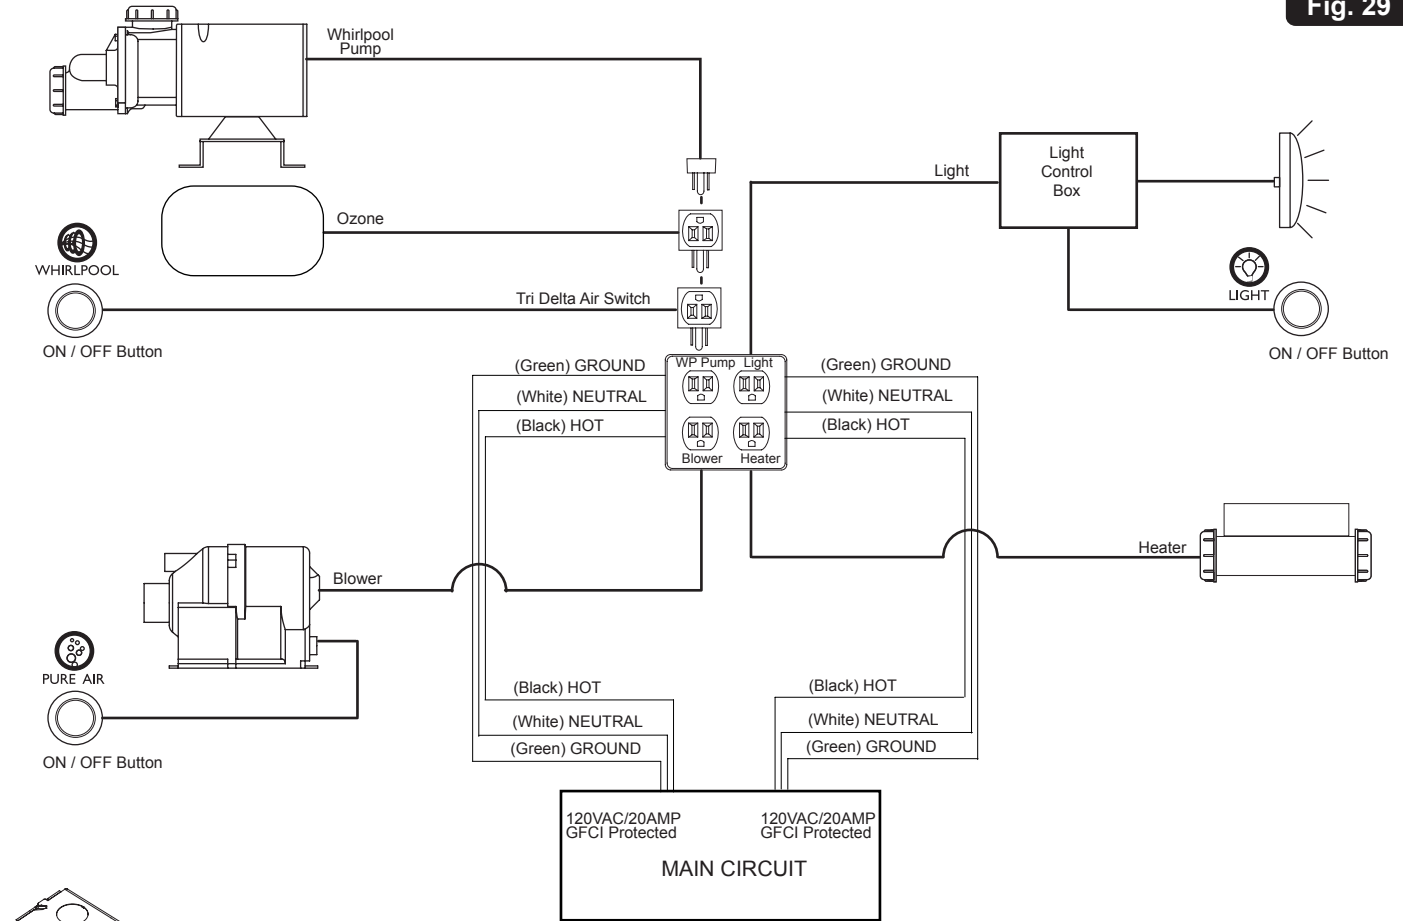 Fig. 29
Whirlpool
Pump
Light
Light
Control
Box
Ozone
WHIRLPOOL
Tri Delta Air Switch
ON / OFF Button
LIGHT
ON / OFF Button
(Green) GROUND
WP Pump Light
(Green) GROUND
(White) NEUTRAL
(White) NEUTRAL
(Black) HOT
(Black) HOT
Blower Heater
Heater
Blower
PURE AIR
ON / OFF Button
(Black) HOT
(Black) HOT
(White) NEUTRAL
(White) NEUTRAL
(Green) GROUND
(Green) GROUND
120VAC/20AMP
GFCI Protected
120VAC/20AMP
GFCI Protected
MAIN CIRCUIT